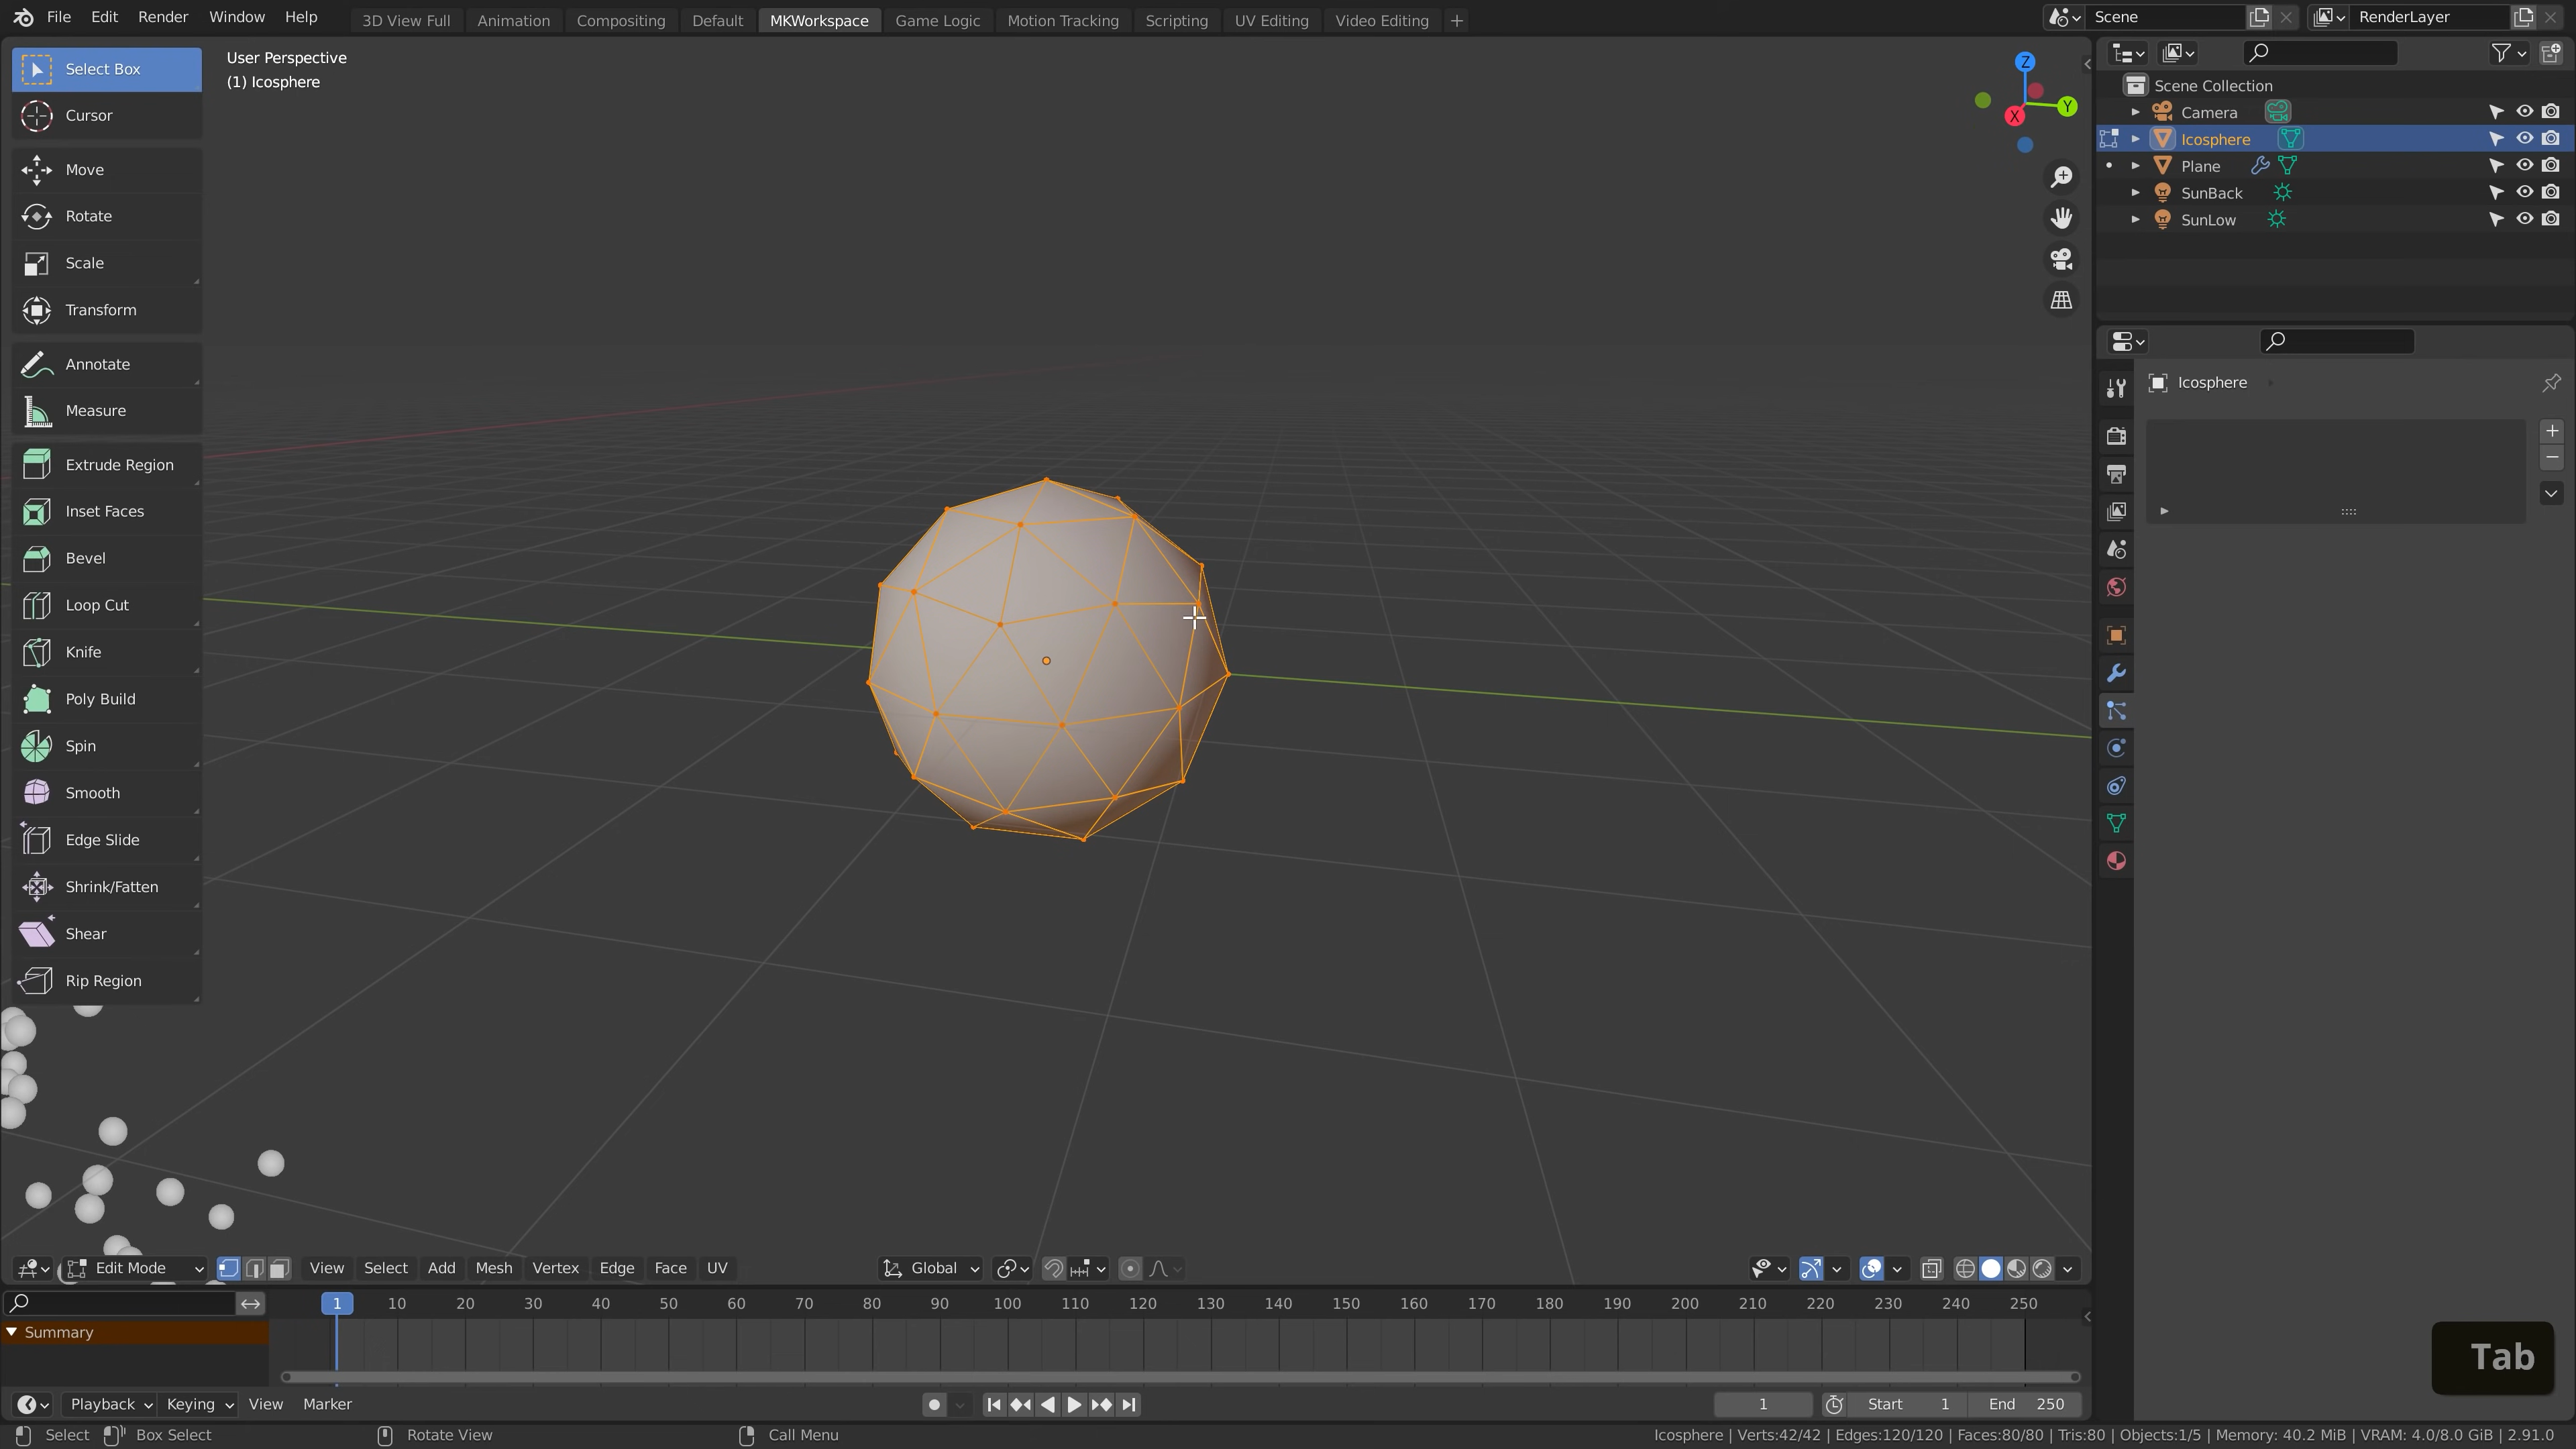 File Edit Render Window Help 3D View Full Animation Compositing Default MKWorkspace Game Logic Motion Tracking Scripting UV Editing Video Editing + Scene RenderLayer
Select Box
Cursor
Move
Rotate
Scale
Transform
Annotate
Measure
Extrude Region
Inset Faces
Bevel
Loop Cut
Knife
Poly Build
Spin
Smooth
Edge Slide
Shrink/Fatten
Shear
Rip Region
User Perspective
(1) Icosphere
Z
Y
X
Scene Collection
Camera
Icosphere
Plane
SunBack
SunLow
Icosphere
Edit Mode View Select Add Mesh Vertex Edge Face UV Global
1 10 20 30 40 50 60 70 80 90 100 110 120 130 140 150 160 170 180 190 200 210 220 230 240 250
Summary
Tab
Playback Keying View Marker 1 Start 1 End 250
Select Box Select Rotate View Call Menu Icosphere | Verts:42/42 | Edges:120/120 | Faces:80/80 | Tris:80 | Objects:1/5 | Memory: 40.2 MiB | VRAM: 4.0/8.0 GiB | 2.91.0